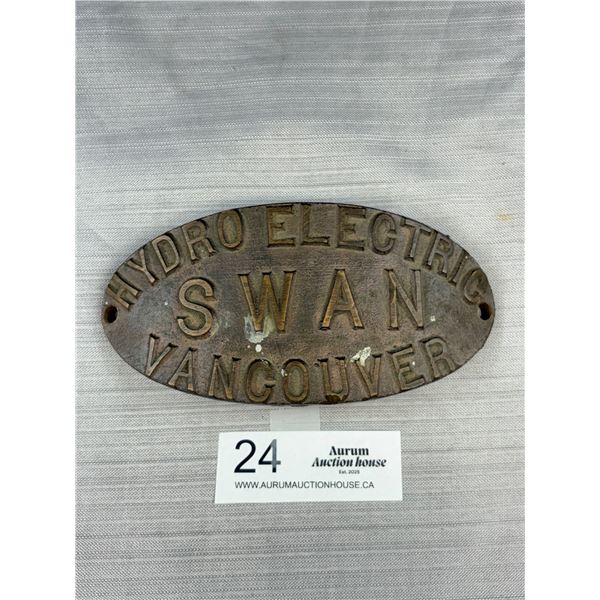 HYDRO ELECTRIC
SWAN
VANCOUVER
24
Aurum
Auction house
Est. 2025
WWW.AURUMAUCTIONHOUSE.CA